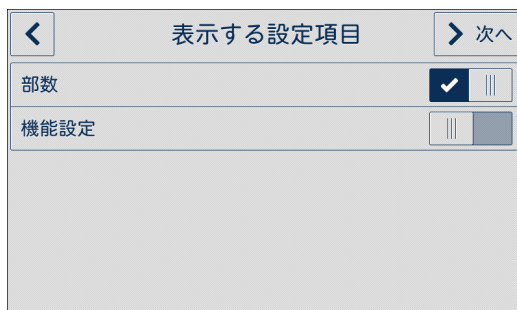 表示する設定項目
次へ
部数
機能設定